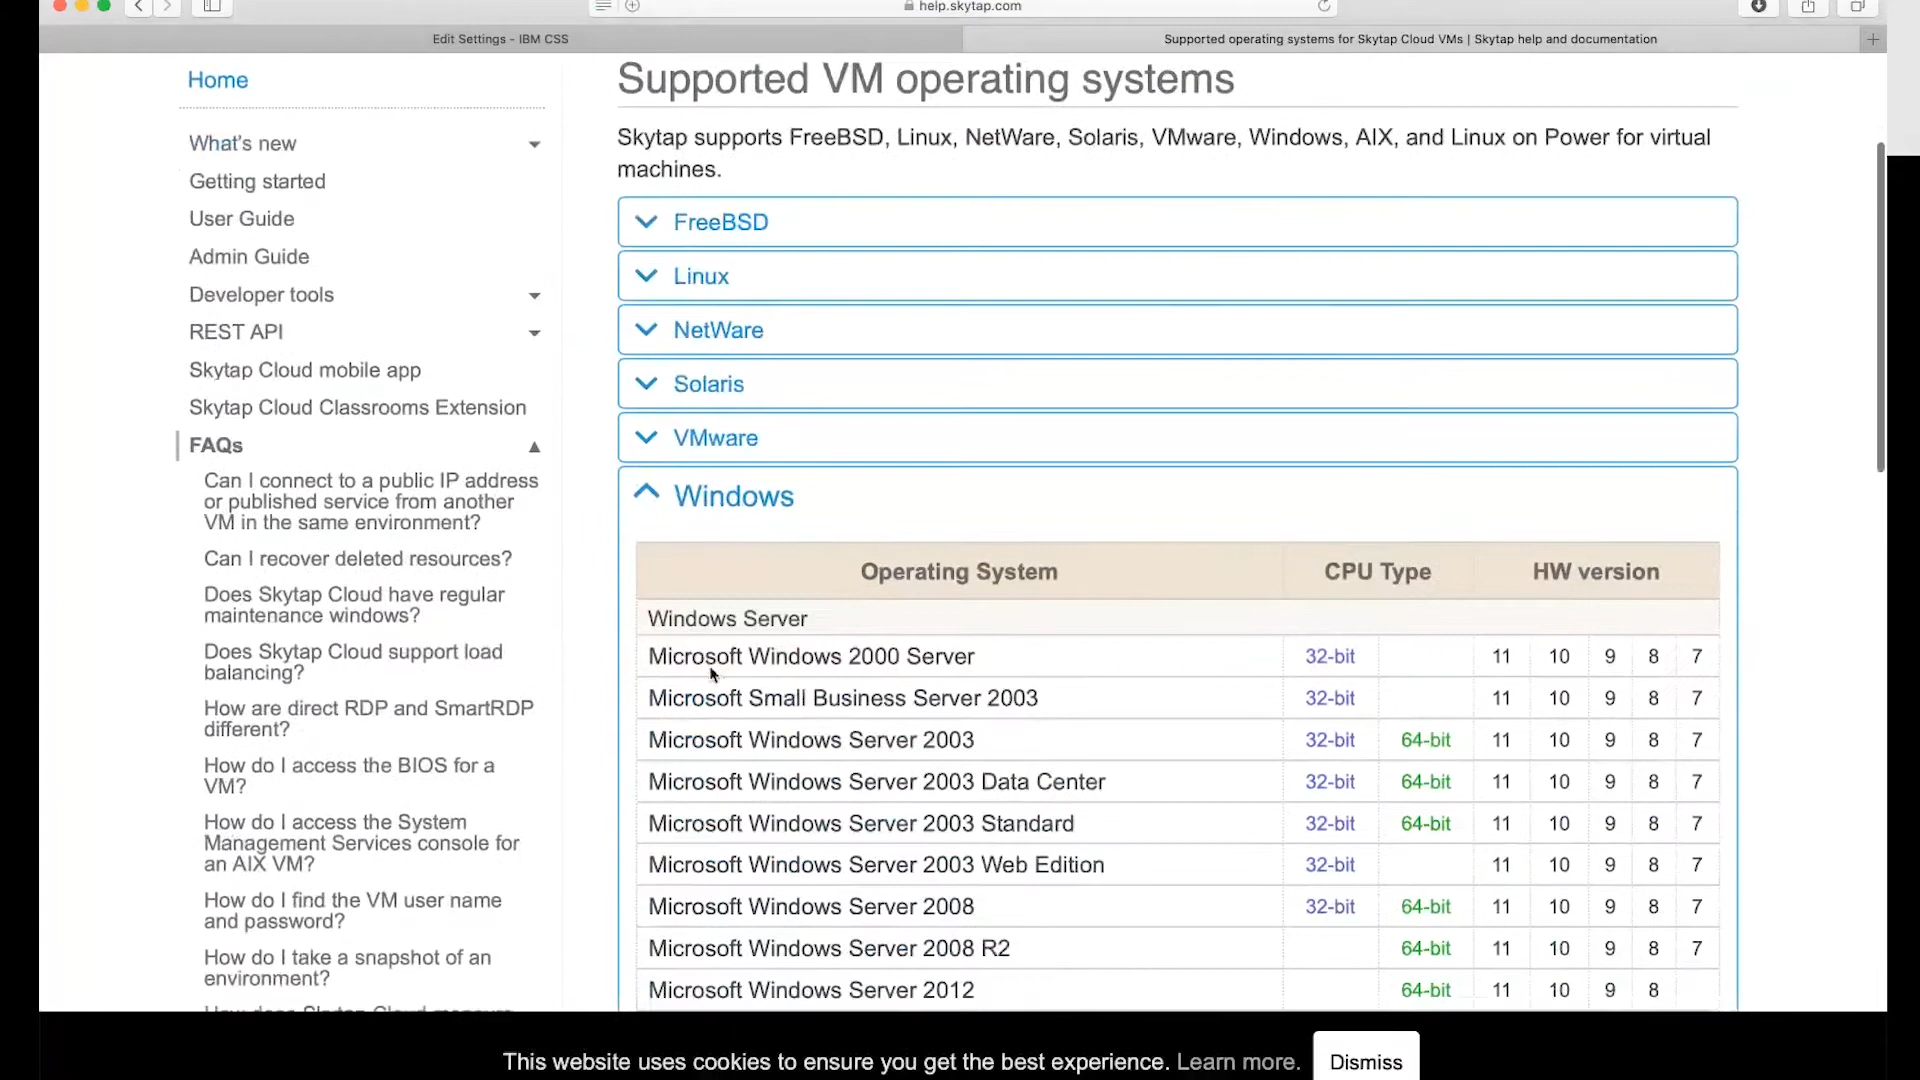 help.skytap.com
Edit Settings - IBM CSS
Supported operating systems for Skytap Cloud VMs | Skytap help and documentation
Home
What's new
Getting started
User Guide
Admin Guide
Developer tools
REST API
Skytap Cloud mobile app
Skytap Cloud Classrooms Extension
FAQs
Can I connect to a public IP address
or published service from another
VM in the same environment?
Can I recover deleted resources?
Does Skytap Cloud have regular
maintenance windows?
Does Skytap Cloud support load
balancing?
How are direct RDP and SmartRDP
different?
How do I access the BIOS for a
VM?
How do I access the System
Management Services console for
an AIX VM?
How do I find the VM user name
and password?
How do I take a snapshot of an
environment?
Supported VM operating systems
Skytap supports FreeBSD, Linux, NetWare, Solaris, VMware, Windows, AIX, and Linux on Power for virtual
machines.
FreeBSD
Linux
NetWare
Solaris
VMware
Windows
Operating System CPU Type HW version
Windows Server
Microsoft Windows 2000 Server 32-bit 11 10 9 8 7
Microsoft Small Business Server 2003 32-bit 11 10 9 8 7
Microsoft Windows Server 2003 32-bit 64-bit 11 10 9 8 7
Microsoft Windows Server 2003 Data Center 32-bit 64-bit 11 10 9 8 7
Microsoft Windows Server 2003 Standard 32-bit 64-bit 11 10 9 8 7
Microsoft Windows Server 2003 Web Edition 32-bit 11 10 9 8 7
Microsoft Windows Server 2008 32-bit 64-bit 11 10 9 8 7
Microsoft Windows Server 2008 R2 64-bit 11 10 9 8 7
Microsoft Windows Server 2012 64-bit 11 10 9 8
This website uses cookies to ensure you get the best experience. Learn more. Dismiss